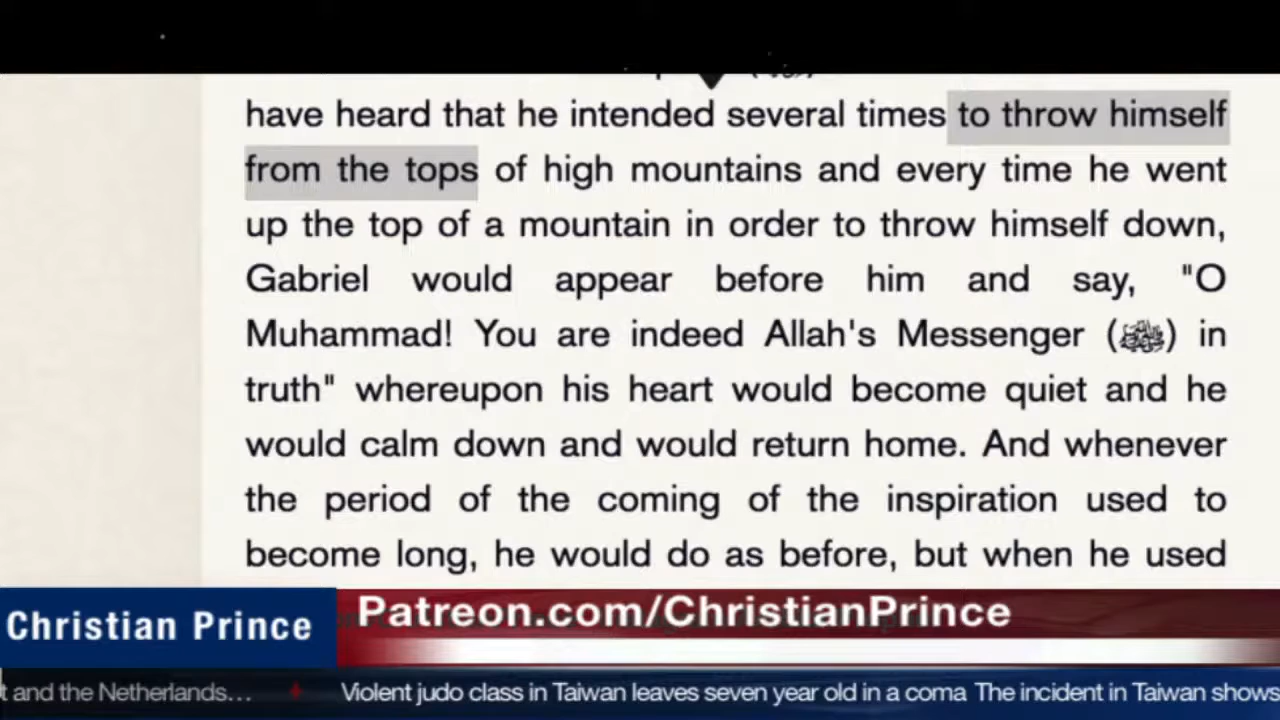 have heard that he intended several times to throw himself
from the tops of high mountains and every time he went
up the top of a mountain in order to throw himself down,
Gabriel would appear before him and say, "O
Muhammad! You are indeed Allah's Messenger (ﷺ) in
truth" whereupon his heart would become quiet and he
would calm down and would return home. And whenever
the period of the coming of the inspiration used to
become long, he would do as before, but when he used
Christian Prince
Patreon.com/ChristianPrince
t and the Netherlands… Violent judo class in Taiwan leaves seven year old in a coma The incident in Taiwan shows